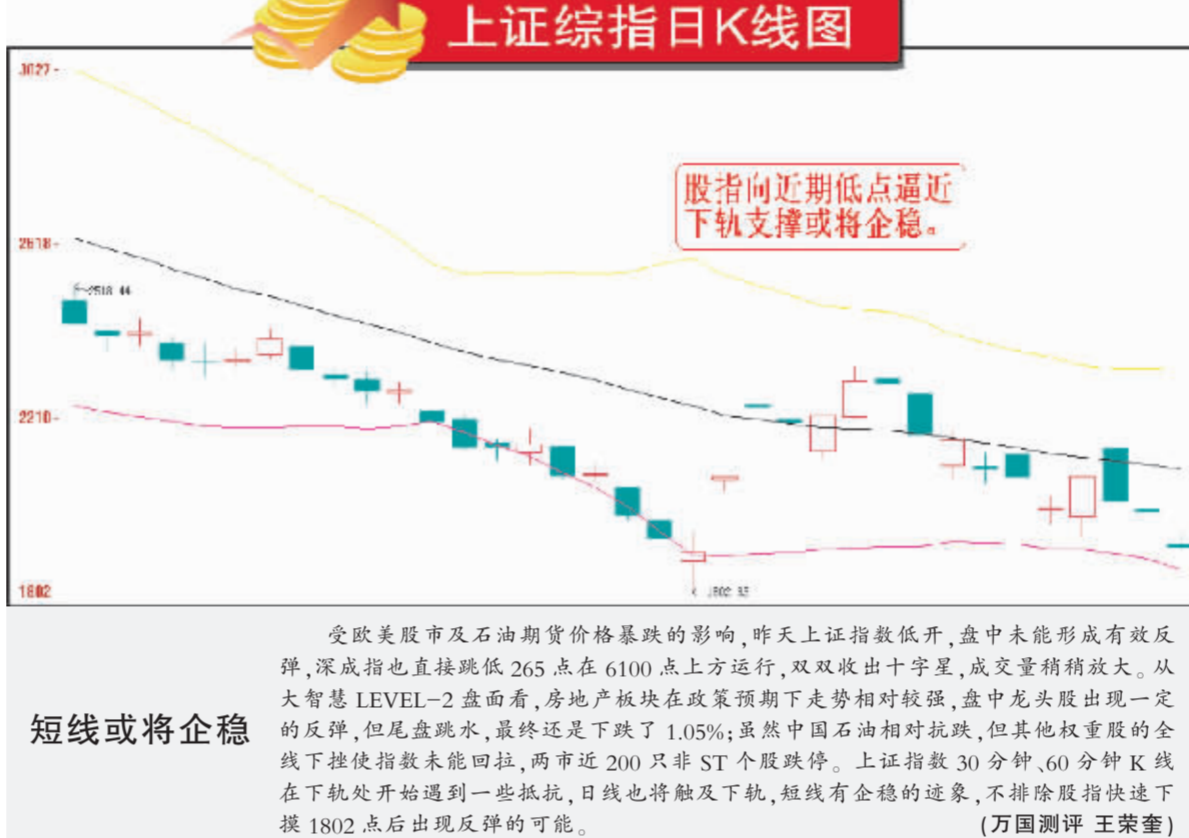 上证综指日K线图
3027
股指向近期低点逼近
下轨支撑或将企稳。
2618
2518.44
2210
1802
短线或将企稳
受欧美股市及石油期货价格暴跌的影响,昨天上证指数低开,盘中未能形成有效反
弹,深成指也直接跳低265点在6100点上方运行,双双收出十字星,成交量稍稍放大。从
大智慧LEVEL-2盘面看,房地产板块在政策预期下走势相对较强,盘中龙头股出现一定
的反弹,但尾盘跳水,最终还是下跌了1.05%;虽然中国石油相对抗跌,但其他权重股的全
线下挫使指数未能回拉,两市近200只非ST个股跌停。上证指数30分钟、60分钟K线
在下轨处开始遇到一些抵抗,日线也将触及下轨,短线有企稳的迹象,不排除股指快速下
摸1802点后出现反弹的可能。
(万国测评 王荣奎)